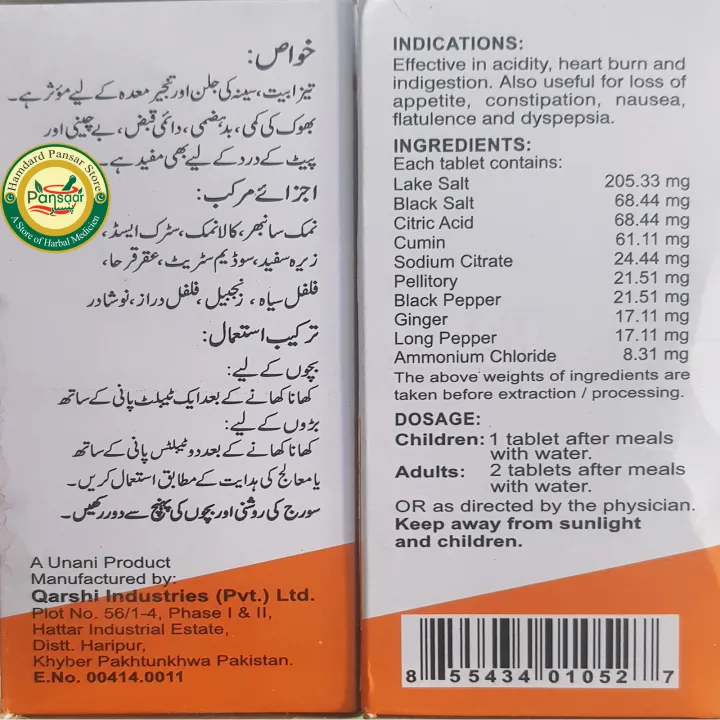 خواص:
تیزابیت، سینہ کی جلن اور تبخیر معدہ کے لیے مؤثر ہے۔
بھوک کی کمی، بدہضمی، دائمی قبض، بے چینی اور
پیٹ کے درد کے لیے بھی مفید ہے۔
Hamdard Pansar Store
Pansaar
پنسار
A Store of Harbal Medicien
اجزائے مرکب:
نمک سانبھر، کالا نمک، سٹرک ایسڈ،
زیرہ سفید، سوڈیم سٹریٹ، عقرقرحا،
فلفل سیاہ، زنجبیل، فلفل دراز، نوشادر
ترکیب استعمال:
بچوں کے لیے:
کھانا کھانے کے بعد ایک ٹیبلٹ پانی کے ساتھ
بڑوں کے لیے:
کھانا کھانے کے بعد دو ٹیبلٹس پانی کے ساتھ
یا معالج کی ہدایت کے مطابق استعمال کریں۔
سورج کی روشنی اور بچوں کی پہنچ سے دور رکھیں۔
A Unani Product
Manufactured by:
Qarshi Industries (Pvt.) Ltd.
Plot No. 56/1-4, Phase I & II,
Hattar Industrial Estate,
Distt. Haripur,
Khyber Pakhtunkhwa Pakistan.
E.No. 00414.0011
INDICATIONS:
Effective in acidity, heart burn and
indigestion. Also useful for loss of
appetite, constipation, nausea,
flatulence and dyspepsia.
INGREDIENTS:
Each tablet contains:
Lake Salt 205.33 mg
Black Salt 68.44 mg
Citric Acid 68.44 mg
Cumin 61.11 mg
Sodium Citrate 24.44 mg
Pellitory 21.51 mg
Black Pepper 21.51 mg
Ginger 17.11 mg
Long Pepper 17.11 mg
Ammonium Chloride 8.31 mg
The above weights of ingredients are
taken before extraction / processing.
DOSAGE:
Children: 1 tablet after meals
with water.
Adults: 2 tablets after meals
with water.
OR as directed by the physician.
Keep away from sunlight
and children.
8 55434 01052 7